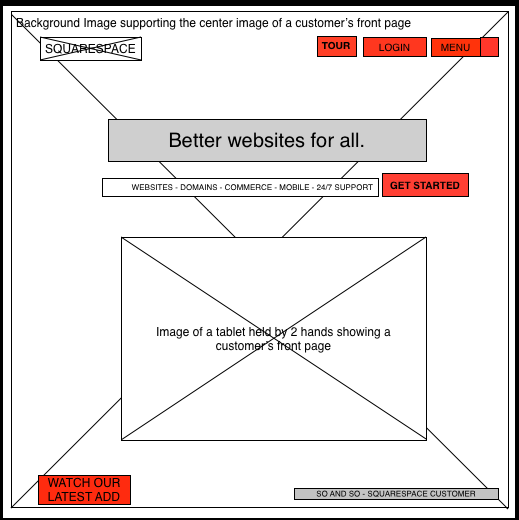 Background Image supporting the center image of a customer's front page
SQUARESPACE
TOUR
LOGIN
MENU
Better websites for all.
WEBSITES - DOMAINS - COMMERCE - MOBILE - 24/7 SUPPORT
GET STARTED
Image of a tablet held by 2 hands showing a
customer's front page
WATCH OUR
LATEST ADD
SO AND SO - SQUARESPACE CUSTOMER